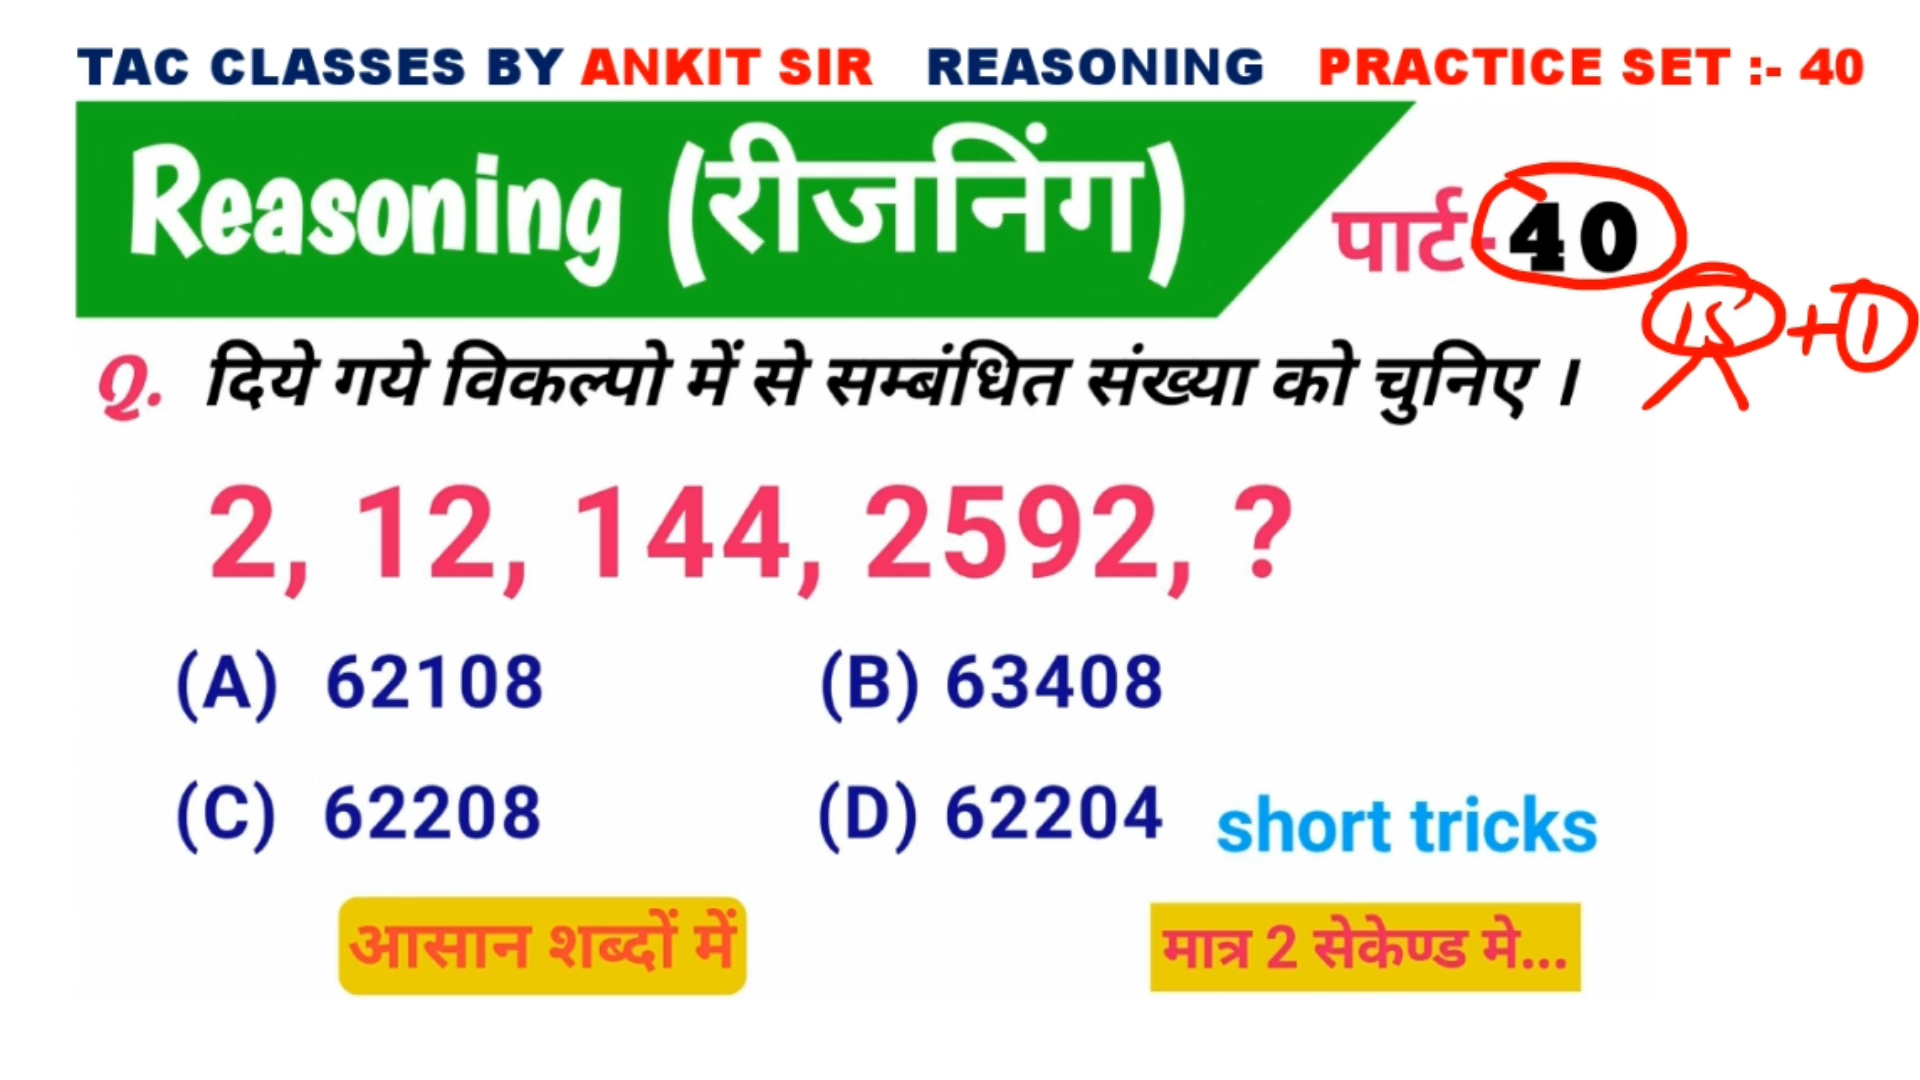 TAC CLASSES BY ANKIT SIR REASONING PRACTICE SET :- 40
Reasoning (रीजनिंग)
पार्ट-40
15 + 1
Q. दिये गये विकल्पो में से सम्बंधित संख्या को चुनिए ।
2, 12, 144, 2592, ?
(A) 62108 (B) 63408
(C) 62208 (D) 62204 short tricks
आसान शब्दों में मात्र 2 सेकेण्ड मे...